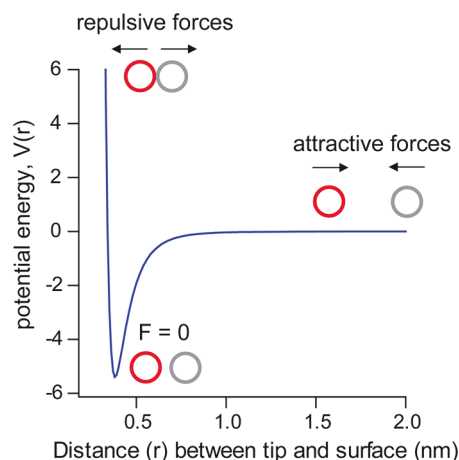 repulsive forces
attractive forces
F = 0
potential energy, V(r)
6
4
2
0
-2
-4
-6
0.5 1.0 1.5 2.0
Distance (r) between tip and surface (nm)